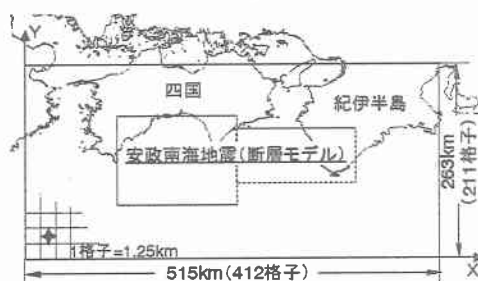 Y
四国
紀伊半島
安政南海地震(断層モデル)
263km
(211格子)
1格子=1.25km
X
515km(412格子)